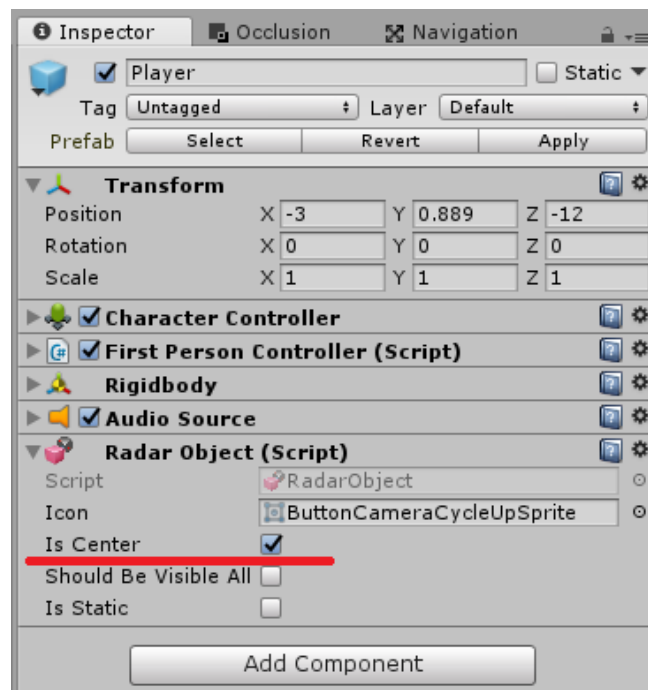 Inspector Occlusion Navigation
Player Static
Tag Untagged Layer Default
Prefab Select Revert Apply
Transform
Position X -3 Y 0.889 Z -12
Rotation X 0 Y 0 Z 0
Scale X 1 Y 1 Z 1
Character Controller
First Person Controller (Script)
Rigidbody
Audio Source
Radar Object (Script)
Script RadarObject
Icon ButtonCameraCycleUpSprite
Is Center
Should Be Visible All
Is Static
Add Component